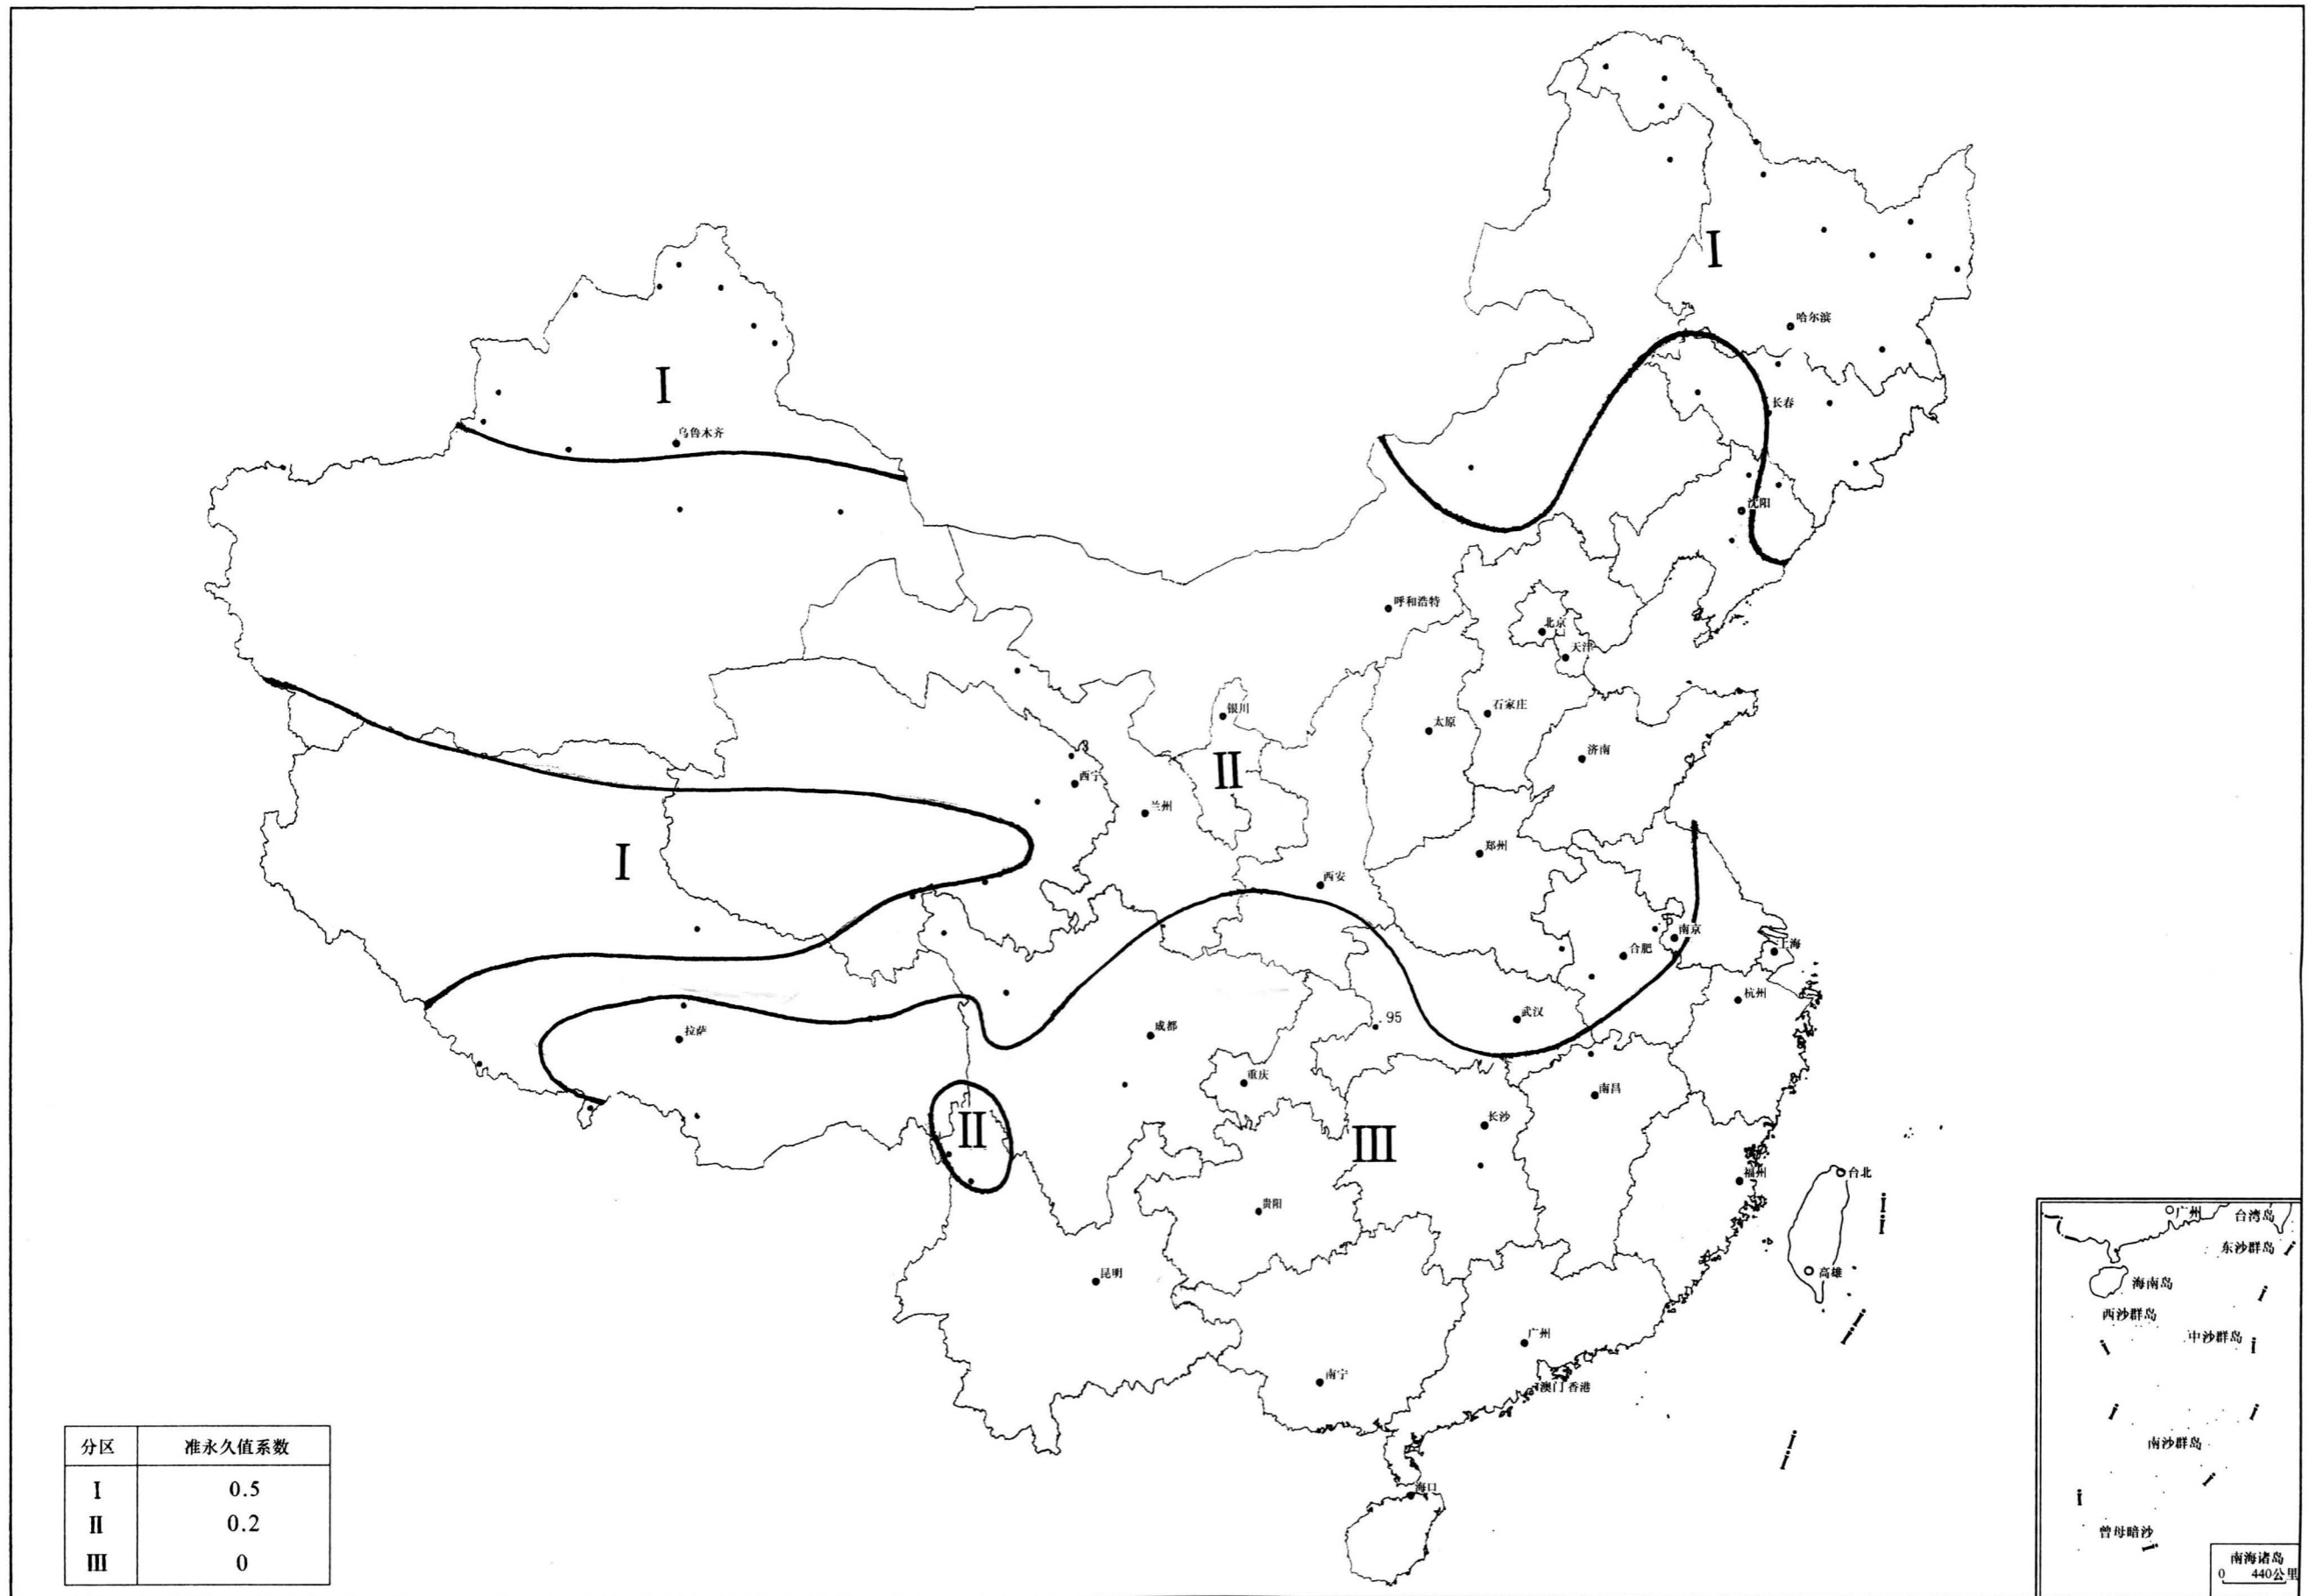 I
哈尔滨
I
长春
乌鲁木齐
沈阳
呼和浩特
北京
天津
银川
石家庄
太原
济南
3
II
西宁
兰州
郑州
I
西安
南京
合肥
上海
杭州
拉萨
成都
.95
武汉
重庆
南昌
II
长沙
III
福州
台北
贵阳
昆明
高雄
广州
南宁
澳门 香港
海口
广州
台湾岛
东沙群岛
海南岛
西沙群岛
中沙群岛
南沙群岛
曾母暗沙
南海诸岛
0 440公里
分区 准永久值系数
I 0.5
II 0.2
III 0